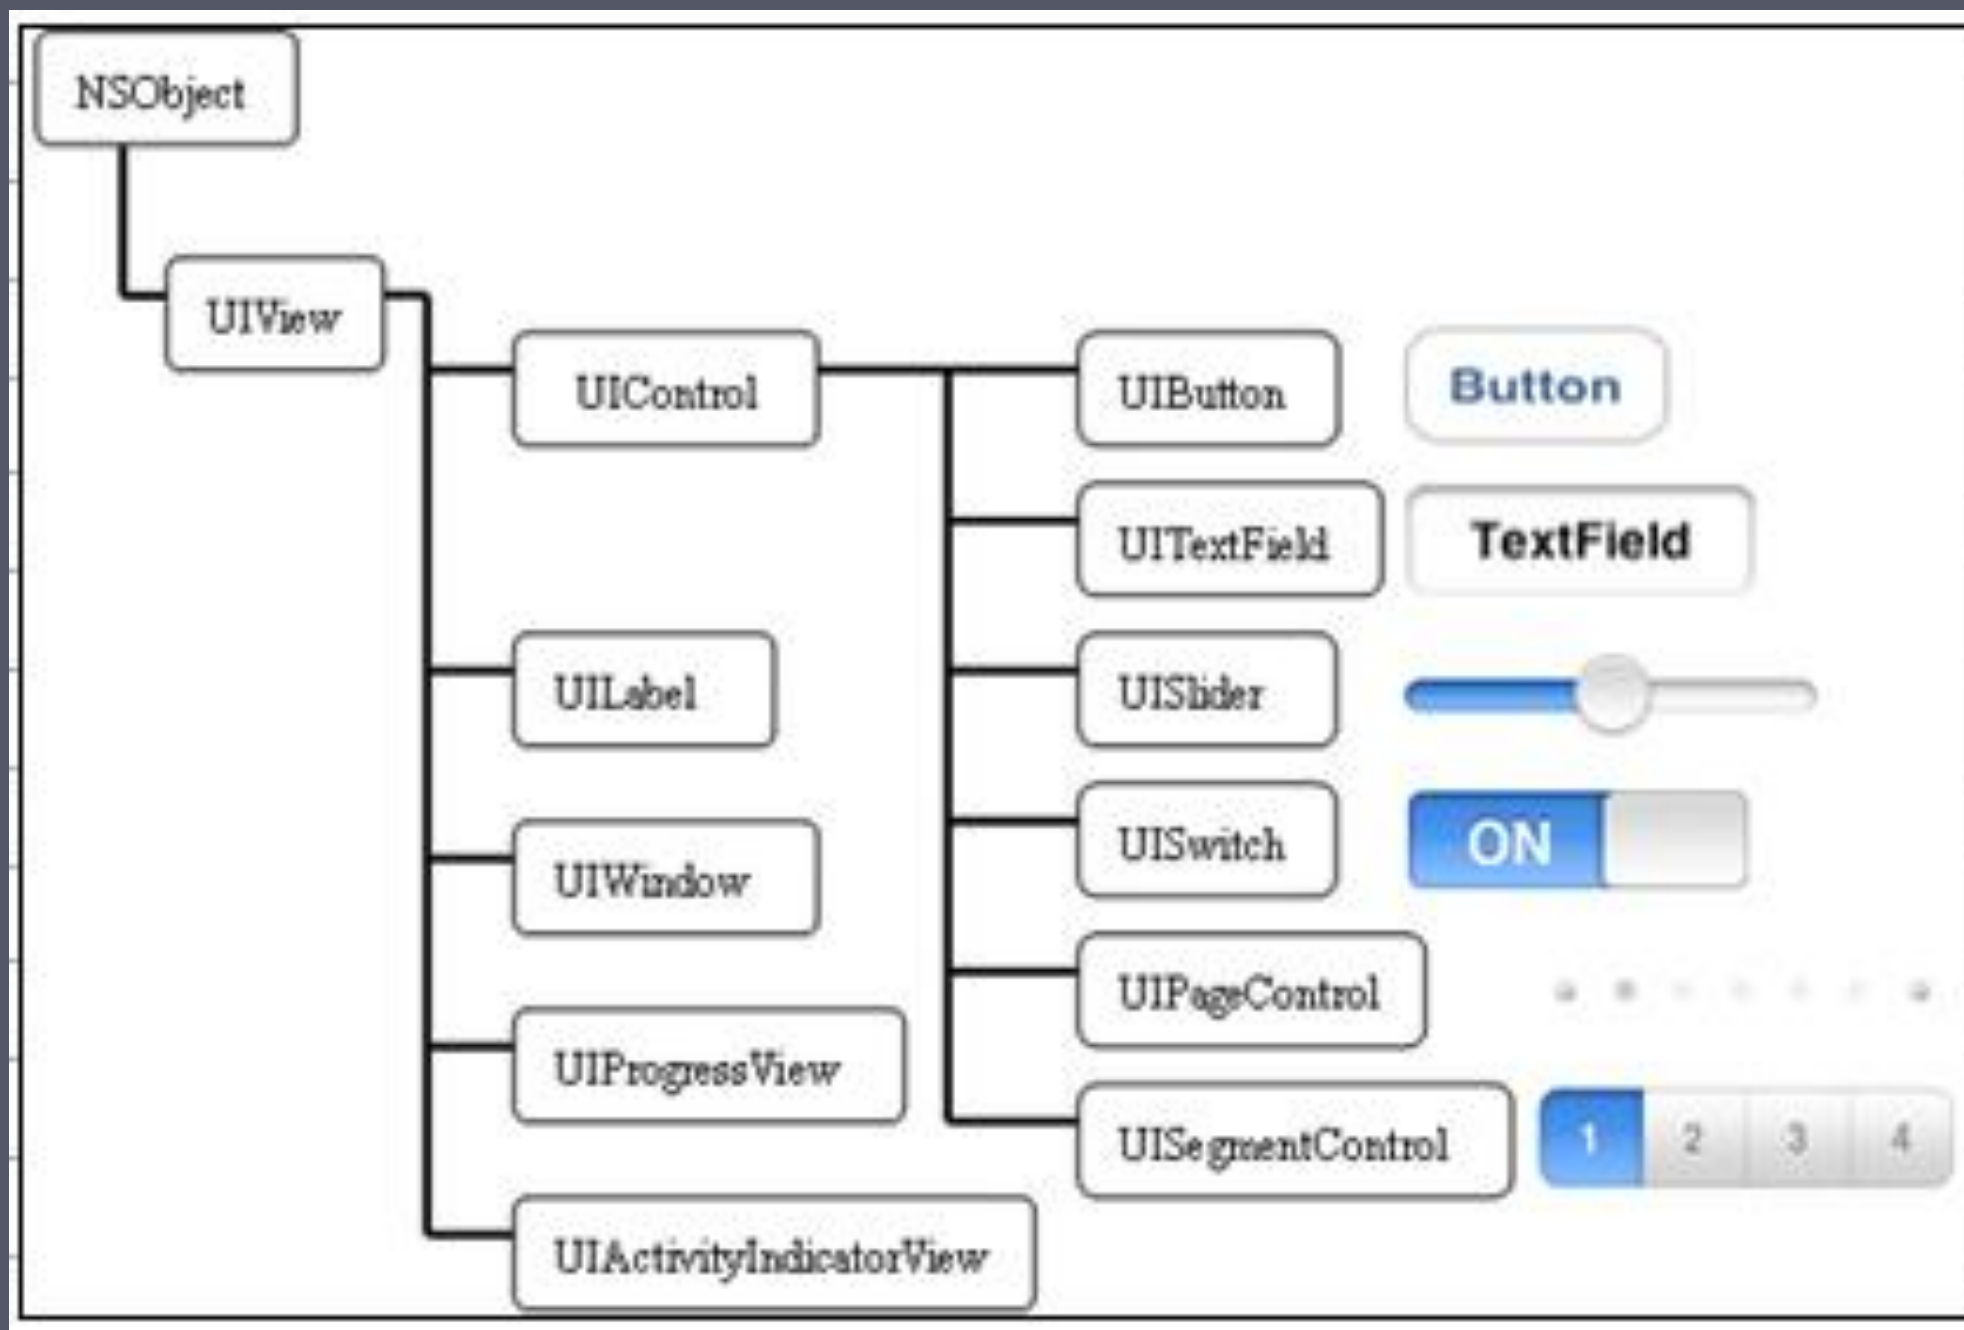 NSObject
UIView
UIControl
UIButton
Button
UITextField
TextField
UILabel
UISlider
UISwitch
ON
UIWindow
UIPageControl
UIProgressView
UISegmentControl
1 2 3 4
UIActivityIndicatorView